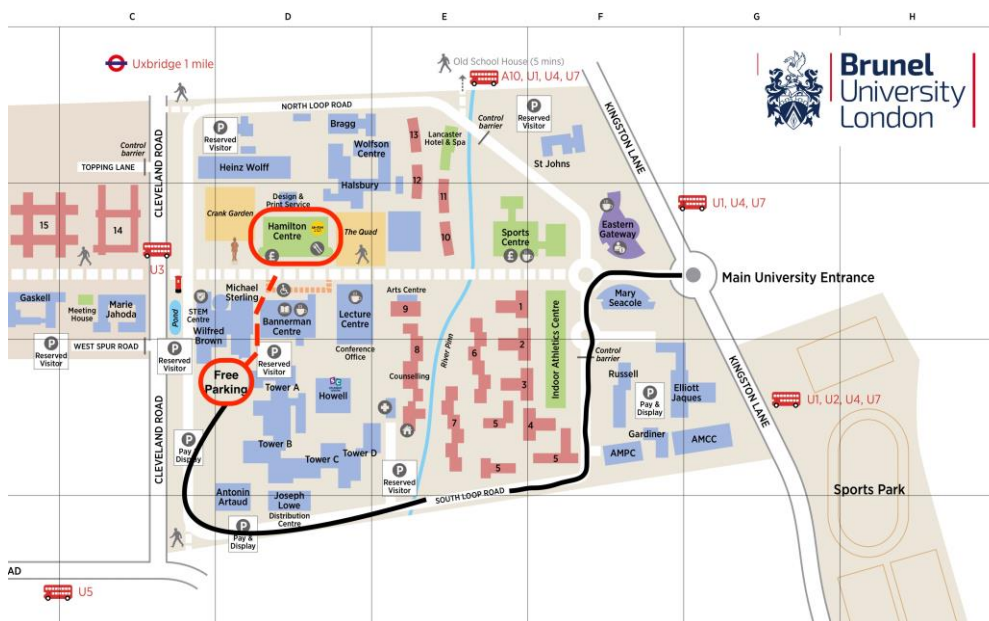 C
D
E
F
G
H
Uxbridge 1 mile
Old School House (5 mins)
A10, U1, U4, U7
Brunel
University
London
NORTH LOOP ROAD
KINGSTON LANE
CLEVELAND ROAD
Control
barrier
TOPPING LANE
P
Reserved
Visitor
Bragg
Wolfson
Centre
Heinz Wolff
Halsbury
13
12
11
10
Lancaster
Hotel & Spa
Control
barrier
P
Reserved
Visitor
St Johns
15
14
U3
Crank Garden
Design &
Print Service
Hamilton
Centre
£
The Quad
Sports
Centre
£
Eastern
Gateway
U1, U4, U7
Main University Entrance
Gaskell
Meeting
House
Marie
Jahoda
Pond
STEM
Centre
Michael
Sterling
Wilfred
Brown
Bannerman
Centre
Lecture
Centre
Conference
Office
Arts Centre
9
8
Counselling
River Pinn
6
7
1
2
3
4
5
5
5
Indoor Athletics Centre
Mary
Seacole
Control
barrier
Russell
P
Pay &
Display
Elliott
Jaques
Gardiner
AMPC
AMCC
KINGSTON LANE
U1, U2, U4, U7
Sports Park
P
Reserved
Visitor
WEST SPUR ROAD
P
Reserved
Visitor
P
Reserved
Visitor
Free
Parking
Tower A
Howell
Tower B
Tower C
Tower D
CLEVELAND ROAD
P
Pay &
Display
P
Reserved
Visitor
SOUTH LOOP ROAD
Antonin
Artaud
Joseph
Lowe
Distribution
Centre
P
Pay &
Display
AD
U5